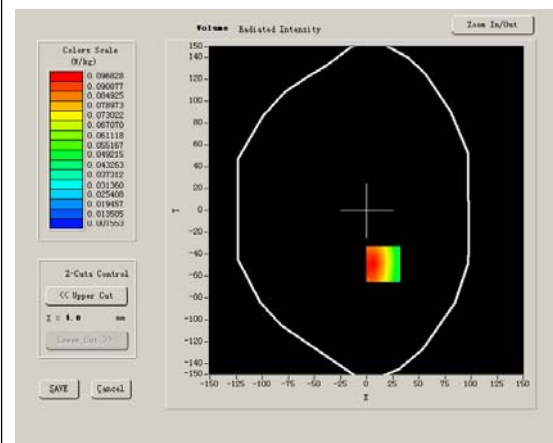 Volume Radiated Intensity
Zoom In/Out
Colors Scale
(W/kg)
0.096828
0.090877
0.084925
0.078973
0.073022
0.067070
0.061118
0.055167
0.049215
0.043263
0.037312
0.031360
0.025408
0.019457
0.013505
0.007553
Z-Cuts Control
<< Upper Cut
Z = 4.0 mm
Lower Cut >>
SAVE Cancel
150
140
120
100
80
60
40
20
Y 0
-20
-40
-60
-80
-100
-120
-140
-150
-150 -125 -100 -75 -50 -25 0 25 50 75 100 125 150
X